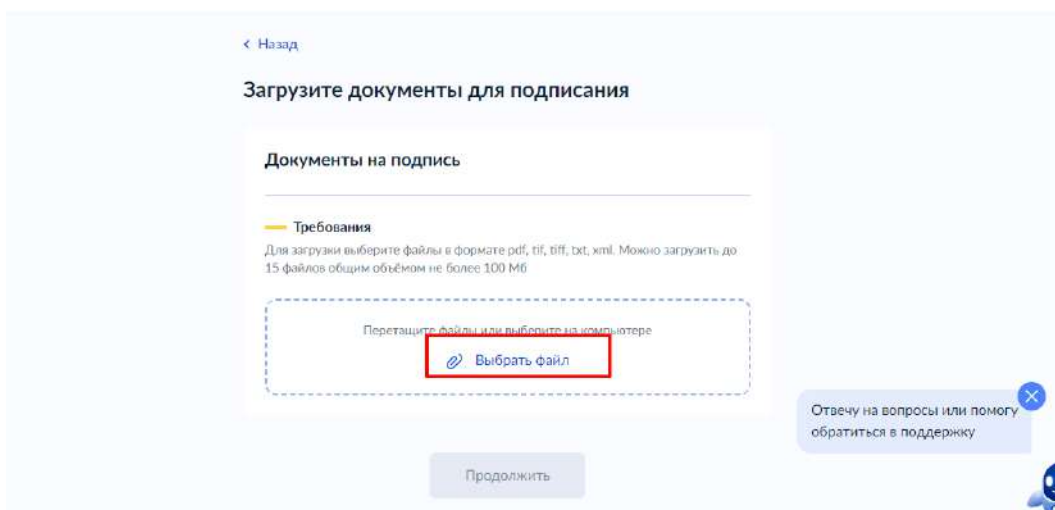 Назад
Загрузите документы для подписания
Документы на подпись
Требования
Для загрузки выберите файлы в формате pdf, tif, tiff, txt, xml. Можно загрузить до
15 файлов общим объёмом не более 100 Мб
Перетащите файлы или выберите на компьютере
Выбрать файл
Отвечу на вопросы или помогу
обратиться в поддержку
Продолжить